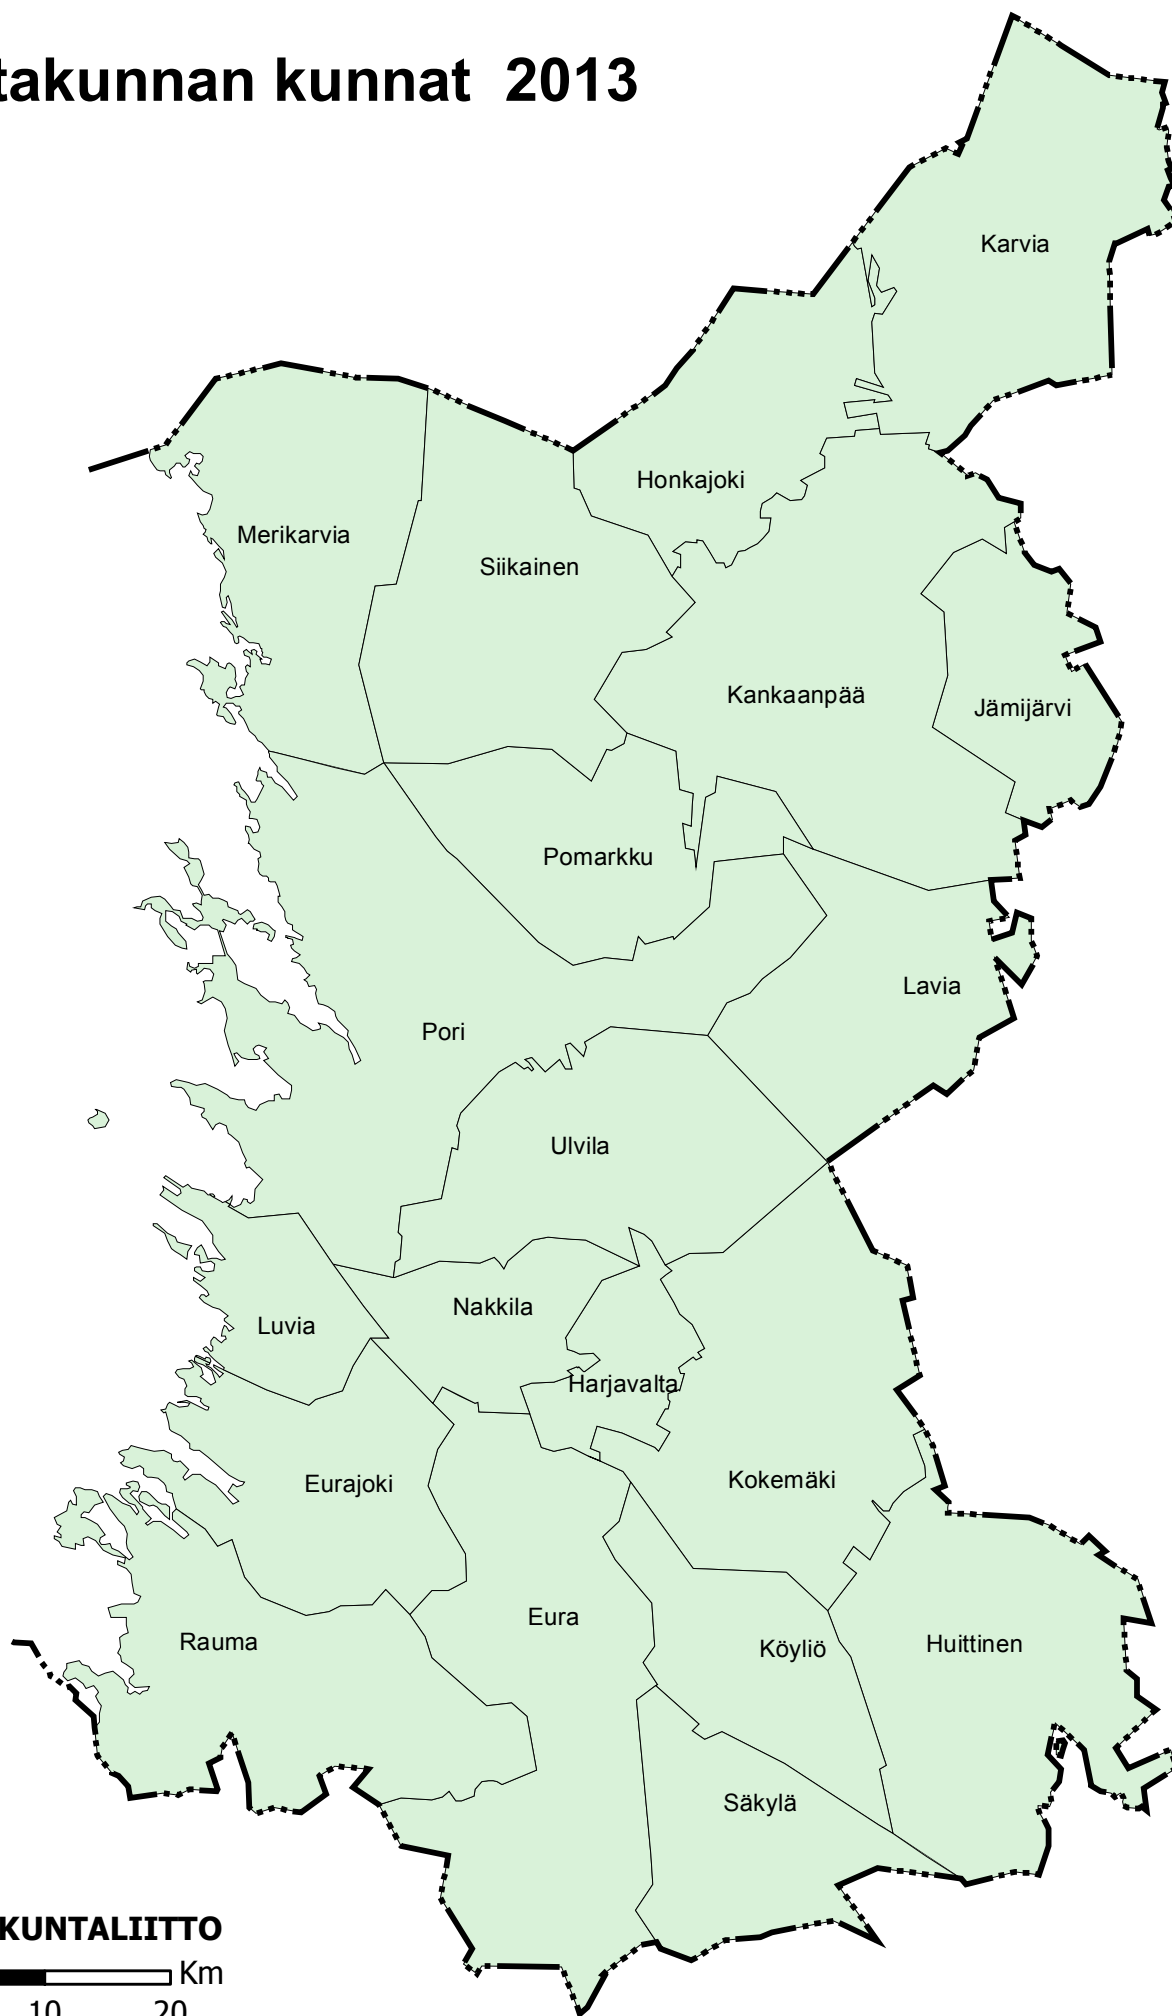 takunnan kunnat 2013
Karvia
Honkajoki
Merikarvia
Siikainen
Kankaanpää
Jämijärvi
Pomarkku
Lavia
Pori
Ulvila
Nakkila
Luvia
Harjavalta
Kokemäki
Eurajoki
Eura
Rauma
Köyliö
Huittinen
Säkylä
KUNTALIITTO
Km
10 20